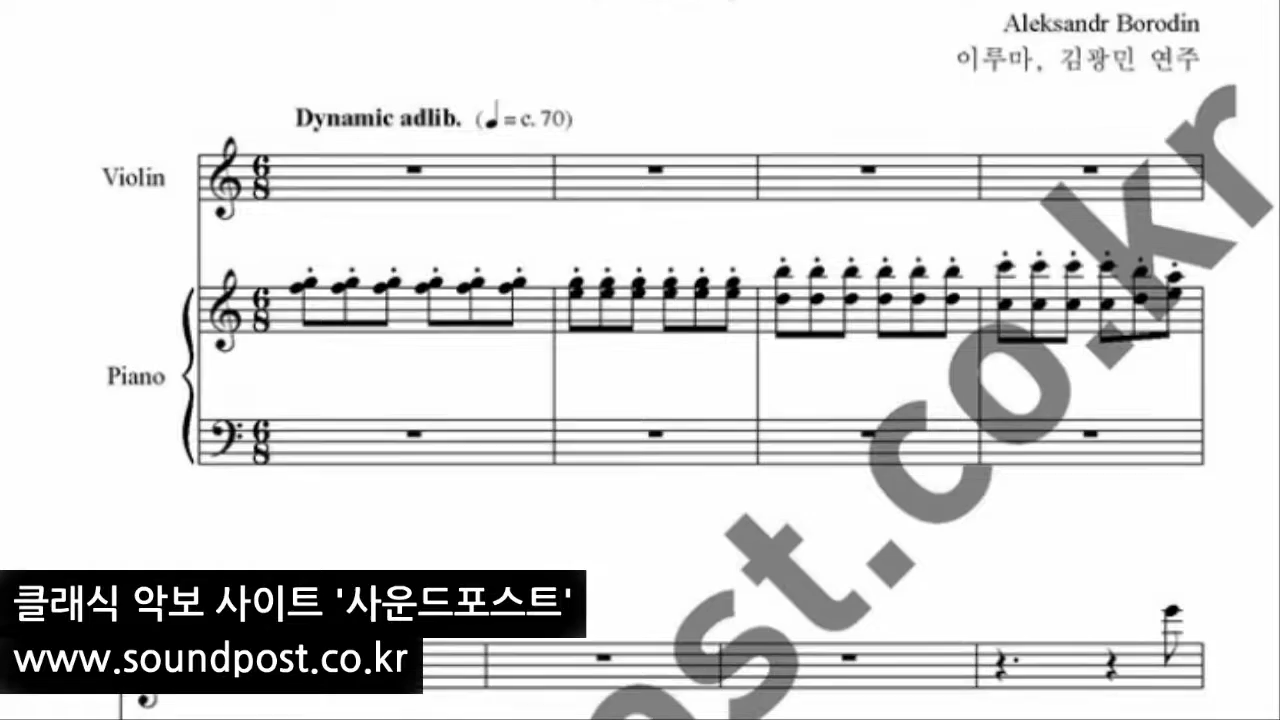 Aleksandr Borodin
이루마, 김광민 연주
Dynamic adlib. (♩=c. 70)
Violin
6
8
Piano
6
8
6
8
ost.co.kr
클래식 악보 사이트 '사운드포스트'
www.soundpost.co.kr